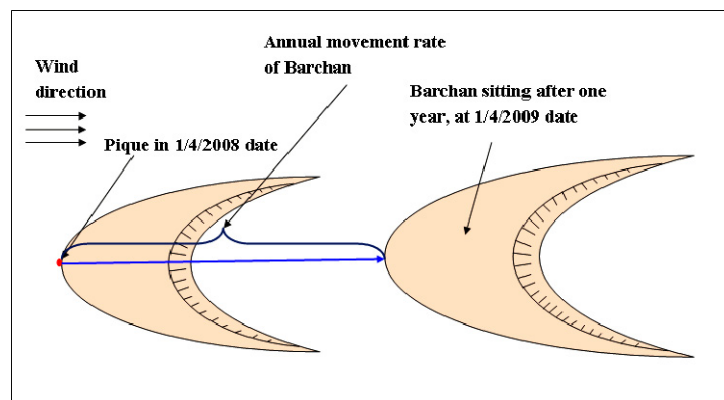 Annual movement rate
of Barchan
Wind
direction
Barchan sitting after one
year, at 1/4/2009 date
Pique in 1/4/2008 date